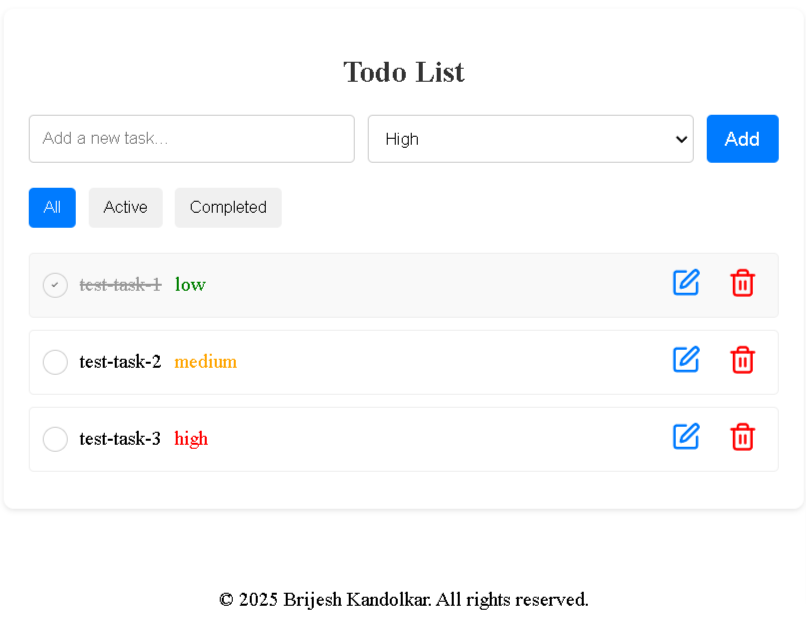 Todo List
Add a new task... High Add
All Active Completed
test-task-1 low
test-task-2 medium
test-task-3 high
© 2025 Brijesh Kandolkar. All rights reserved.